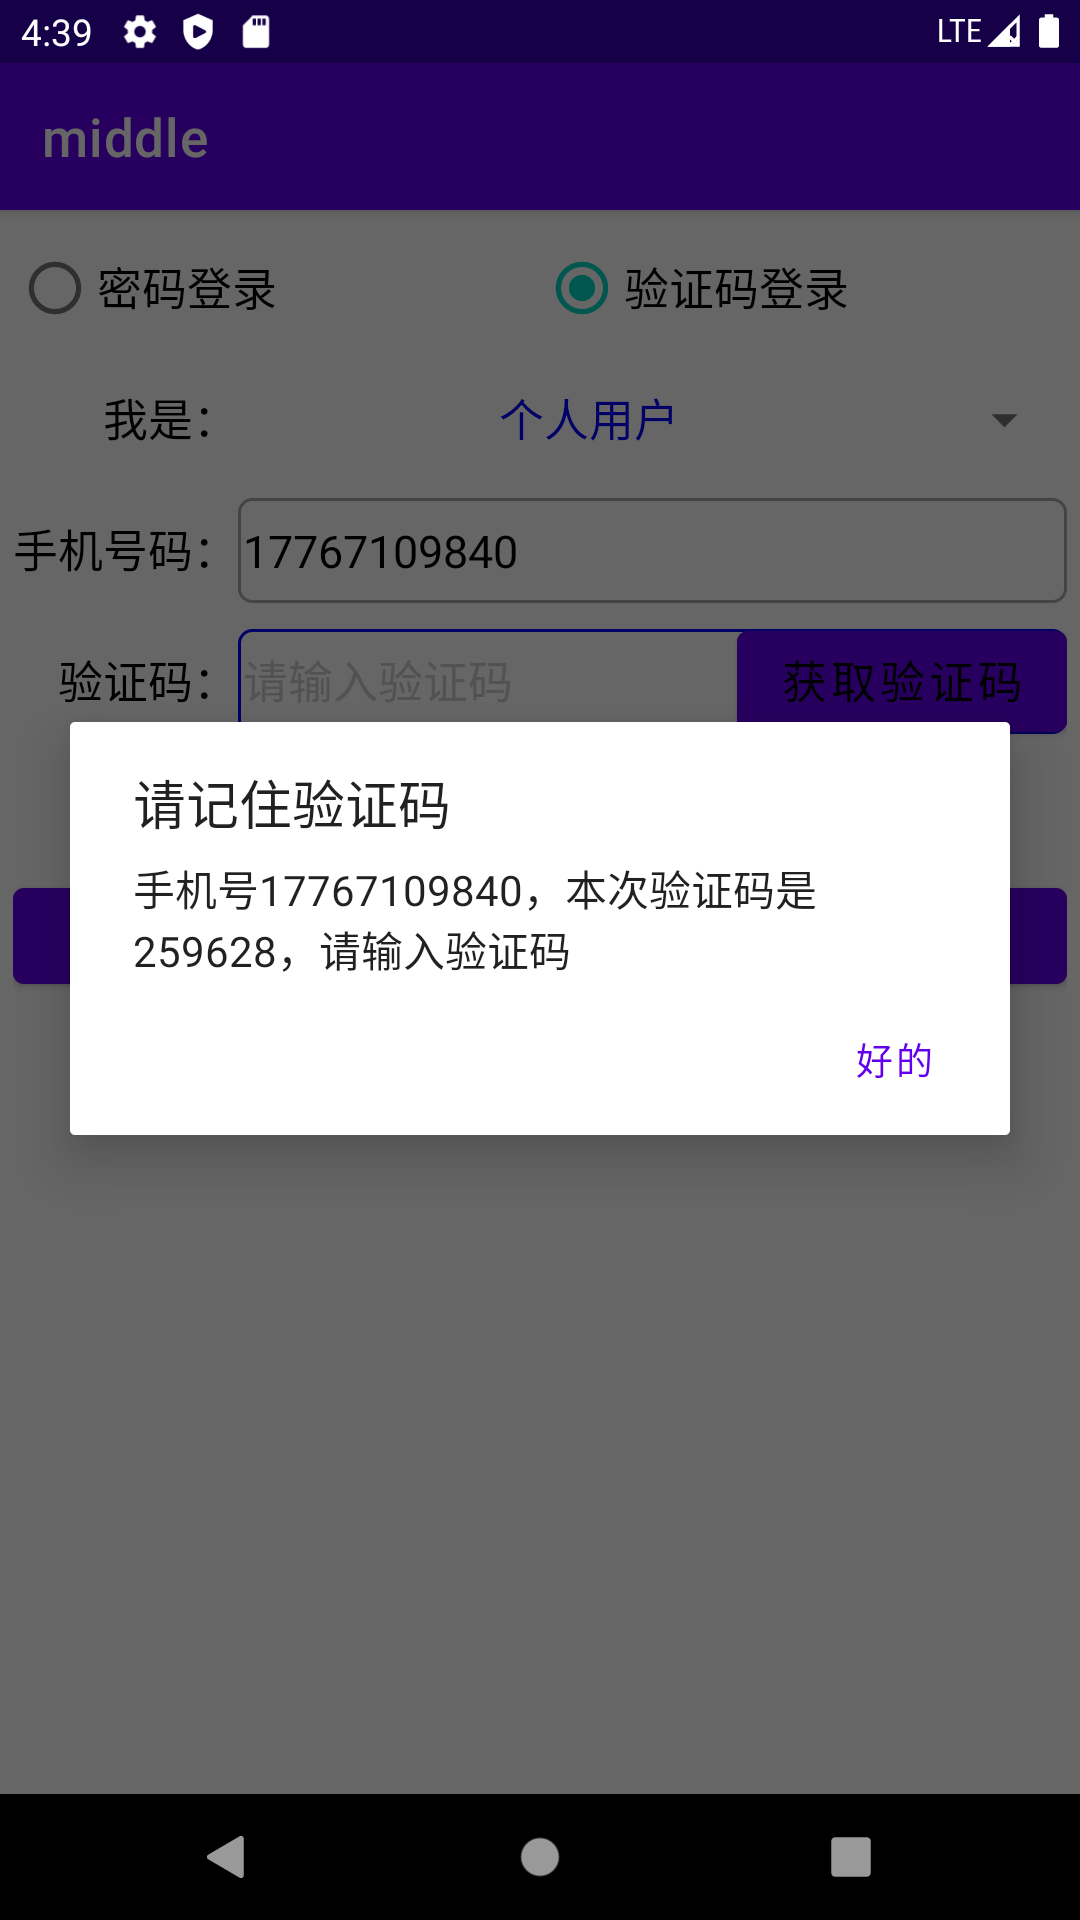 4:39 LTE
middle
密码登录 验证码登录
我是： 个人用户
手机号码： 17767109840
验证码： 请输入验证码 获取验证码
请记住验证码
手机号17767109840，本次验证码是
259628，请输入验证码
好的